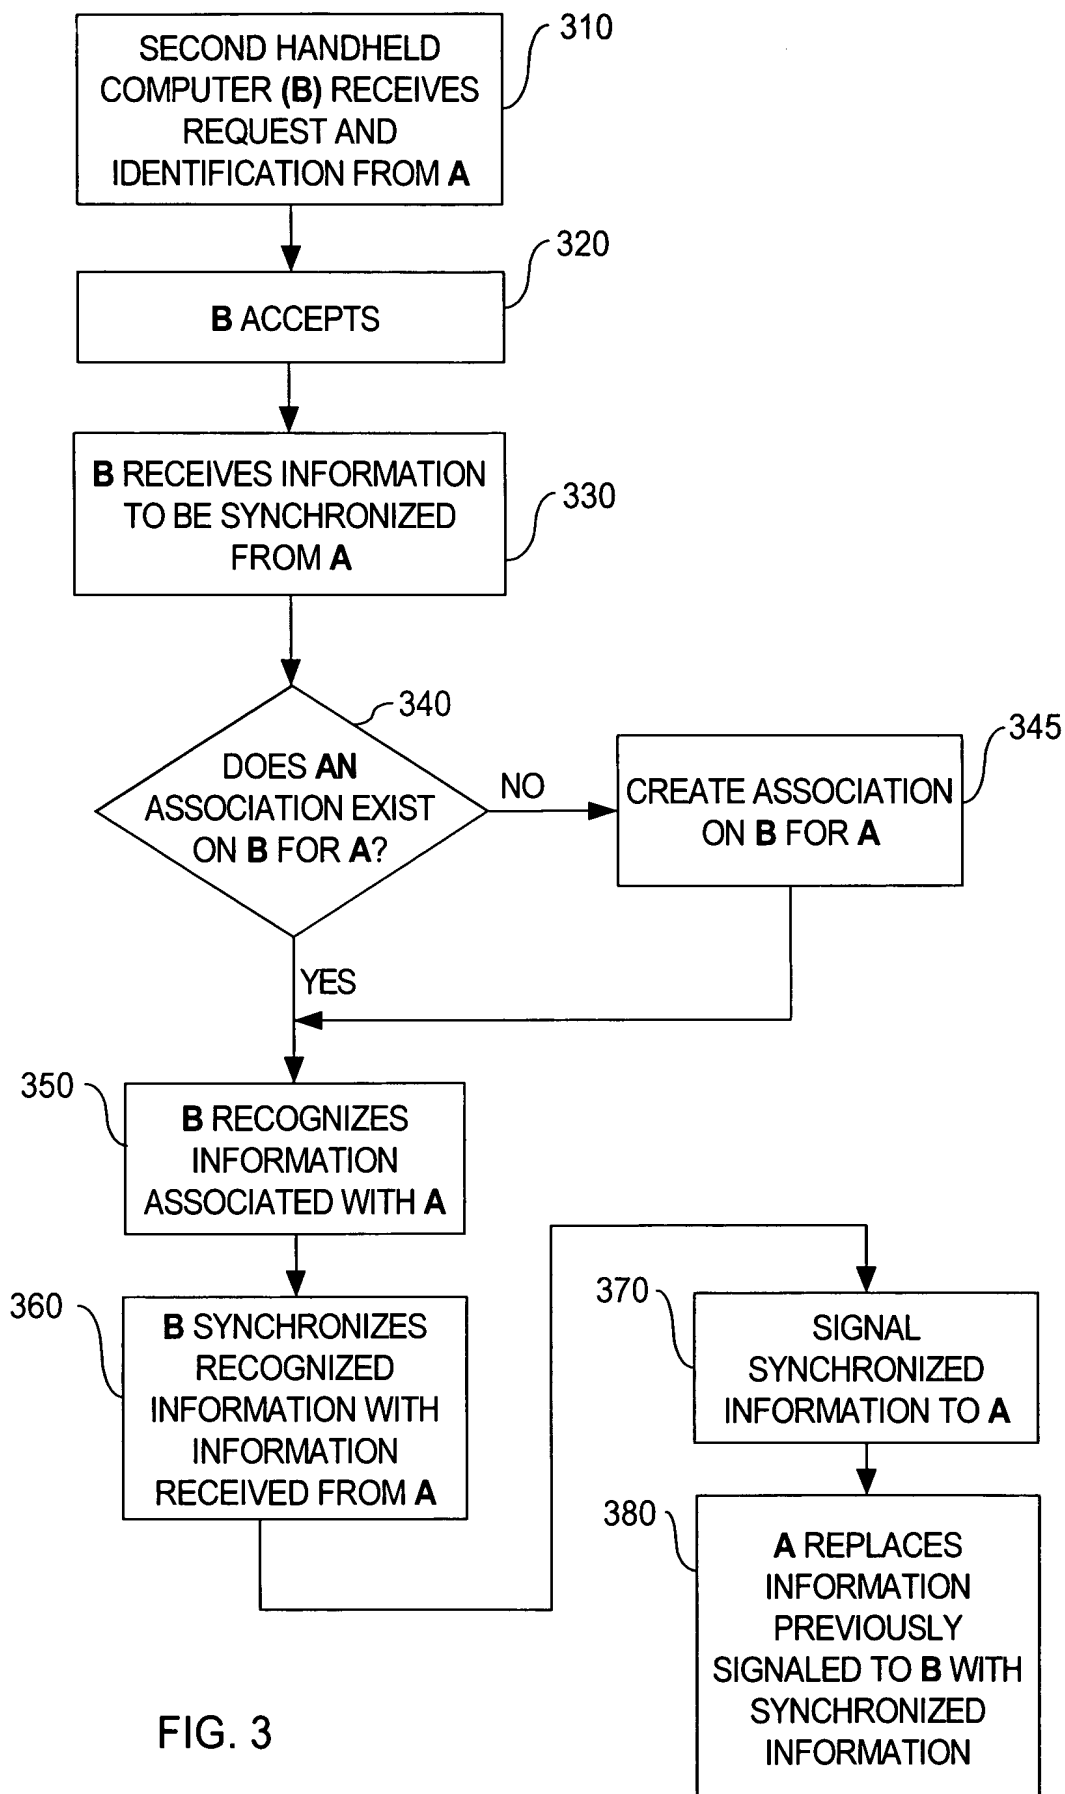 310
SECOND HANDHELD
COMPUTER (B) RECEIVES
REQUEST AND
IDENTIFICATION FROM A
320
B ACCEPTS
330
B RECEIVES INFORMATION
TO BE SYNCHRONIZED
FROM A
340
DOES AN
ASSOCIATION EXIST
ON B FOR A?
NO
345
CREATE ASSOCIATION
ON B FOR A
YES
350
B RECOGNIZES
INFORMATION
ASSOCIATED WITH A
360
B SYNCHRONIZES
RECOGNIZED
INFORMATION WITH
INFORMATION
RECEIVED FROM A
370
SIGNAL
SYNCHRONIZED
INFORMATION TO A
380
A REPLACES
INFORMATION
PREVIOUSLY
SIGNALED TO B WITH
SYNCHRONIZED
INFORMATION
FIG. 3